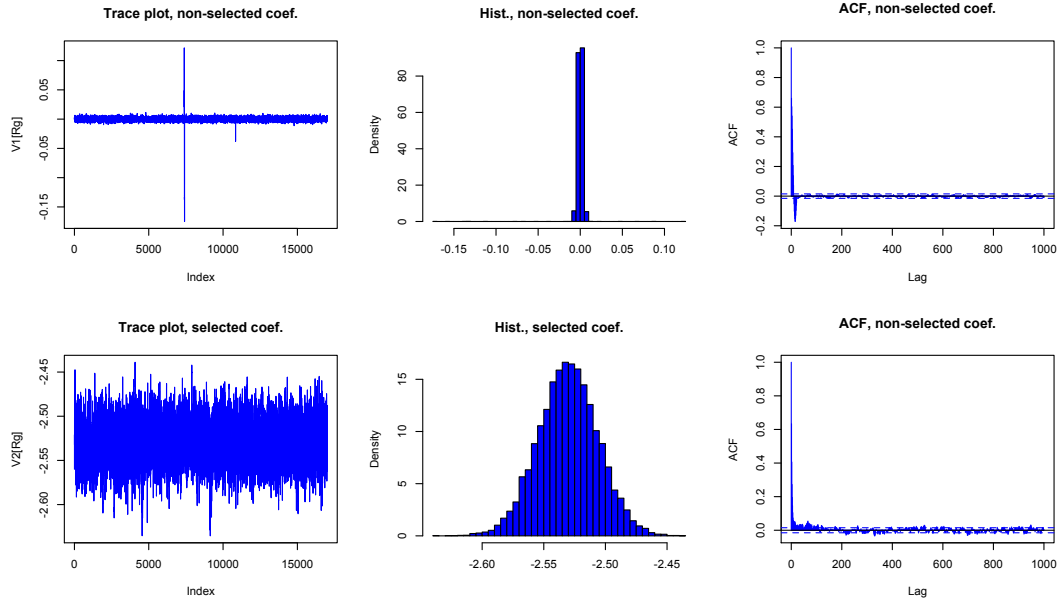 Trace plot, non-selected coef.
V1[Rg]
0.05
-0.05
-0.15
0 5000 10000 15000
Index
Hist., non-selected coef.
Density
80
60
40
20
0
-0.15 -0.10 -0.05 0.00 0.05 0.10
ACF, non-selected coef.
ACF
1.0
0.8
0.6
0.4
0.2
0.0
-0.2
0 200 400 600 800 1000
Lag
Trace plot, selected coef.
V2[Rg]
-2.45
-2.50
-2.55
-2.60
0 5000 10000 15000
Index
Hist., selected coef.
Density
15
10
5
0
-2.60 -2.55 -2.50 -2.45
ACF, non-selected coef.
ACF
1.0
0.8
0.6
0.4
0.2
0.0
0 200 400 600 800 1000
Lag